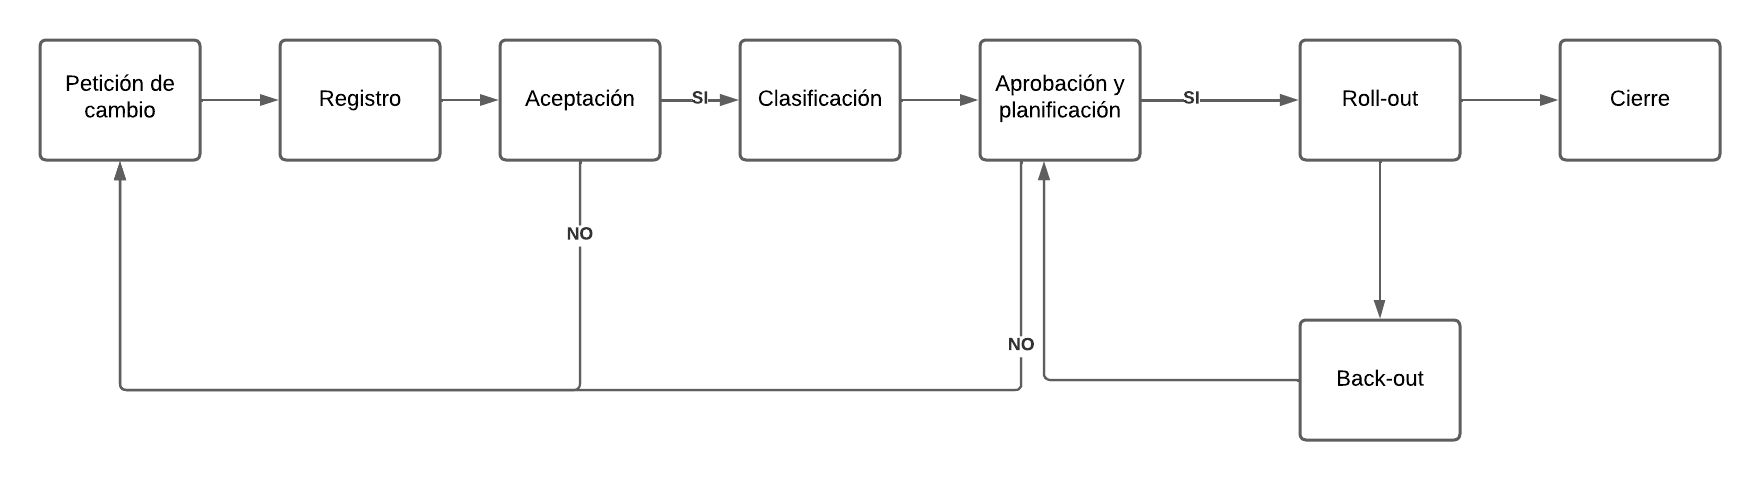 Petición de
cambio
Registro
Aceptación
SI
Clasificación
Aprobación y
planificación
SI
Roll-out
Cierre
NO
NO
Back-out